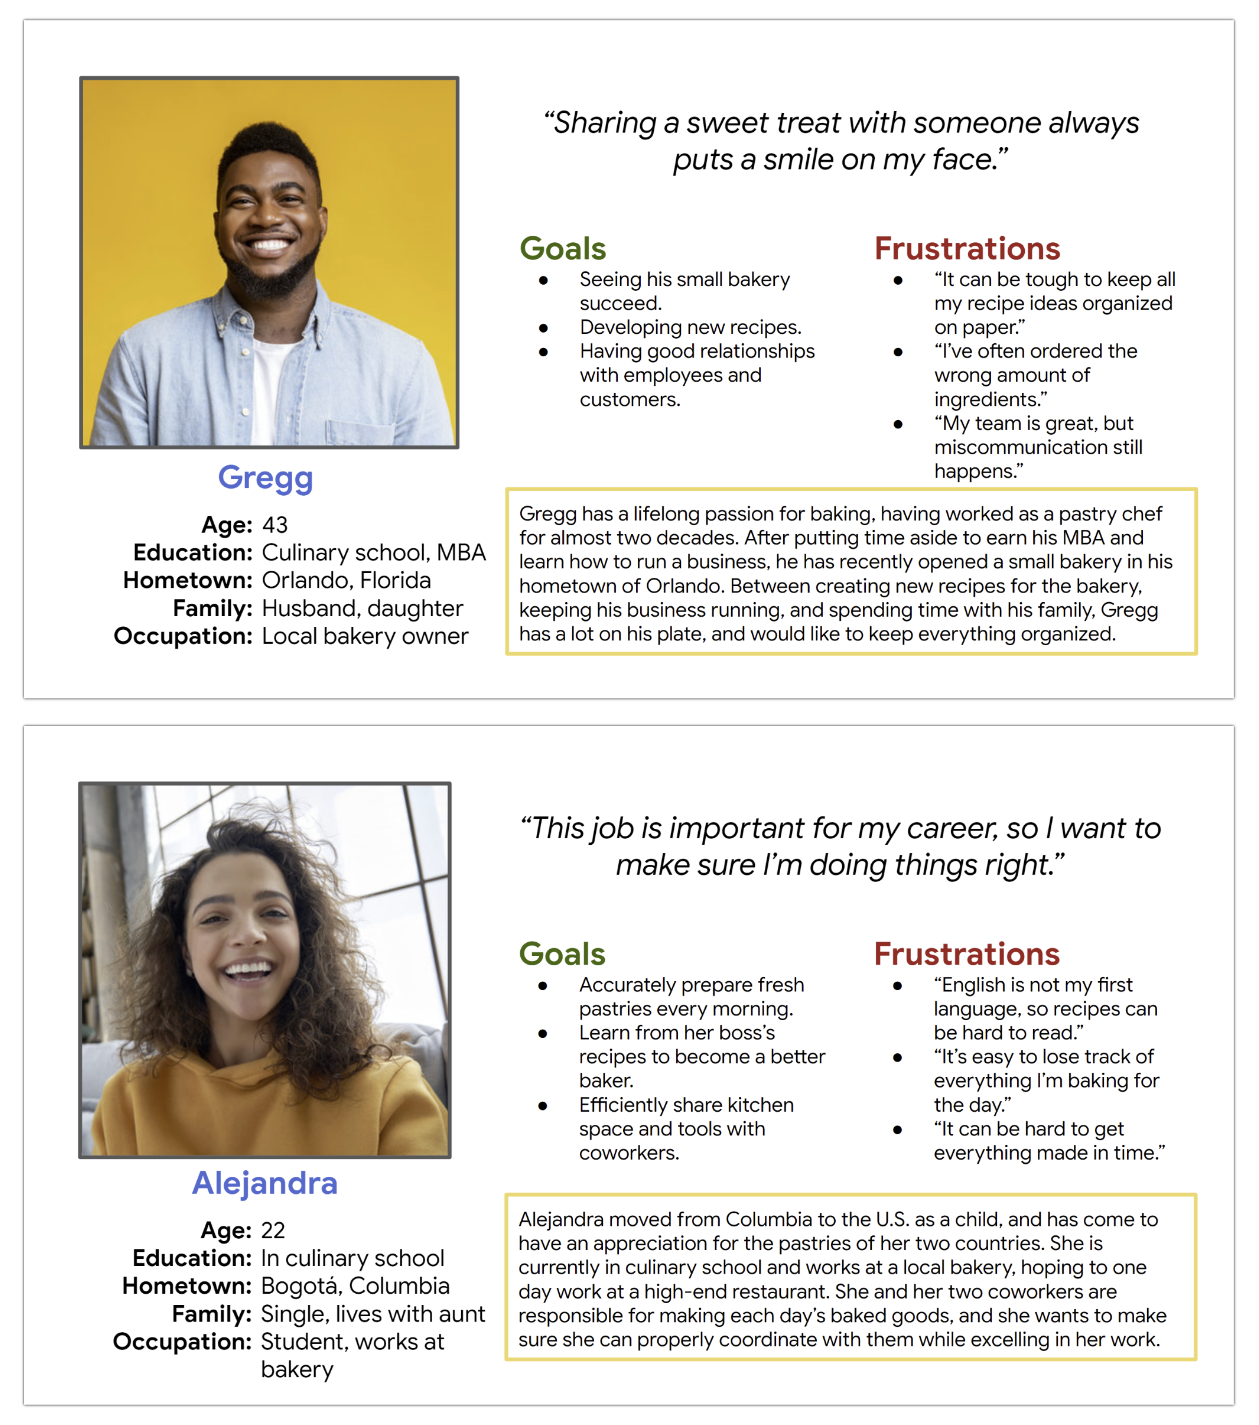 “Sharing a sweet treat with someone always
puts a smile on my face.”
Goals
● Seeing his small bakery
succeed.
● Developing new recipes.
● Having good relationships
with employees and
customers.
Frustrations
● “It can be tough to keep all
my recipe ideas organized
on paper.”
● “I’ve often ordered the
wrong amount of
ingredients.”
● “My team is great, but
miscommunication still
happens.”
Gregg
Age: 43
Education: Culinary school, MBA
Hometown: Orlando, Florida
Family: Husband, daughter
Occupation: Local bakery owner
Gregg has a lifelong passion for baking, having worked as a pastry chef
for almost two decades. After putting time aside to earn his MBA and
learn how to run a business, he has recently opened a small bakery in his
hometown of Orlando. Between creating new recipes for the bakery,
keeping his business running, and spending time with his family, Gregg
has a lot on his plate, and would like to keep everything organized.
“This job is important for my career, so I want to
make sure I’m doing things right.”
Goals
● Accurately prepare fresh
pastries every morning.
● Learn from her boss’s
recipes to become a better
baker.
● Efficiently share kitchen
space and tools with
coworkers.
Frustrations
● “English is not my first
language, so recipes can
be hard to read.”
● “It’s easy to lose track of
everything I’m baking for
the day.”
● “It can be hard to get
everything made in time.”
Alejandra
Age: 22
Education: In culinary school
Hometown: Bogotá, Columbia
Family: Single, lives with aunt
Occupation: Student, works at
bakery
Alejandra moved from Columbia to the U.S. as a child, and has come to
have an appreciation for the pastries of her two countries. She is
currently in culinary school and works at a local bakery, hoping to one
day work at a high-end restaurant. She and her two coworkers are
responsible for making each day’s baked goods, and she wants to make
sure she can properly coordinate with them while excelling in her work.